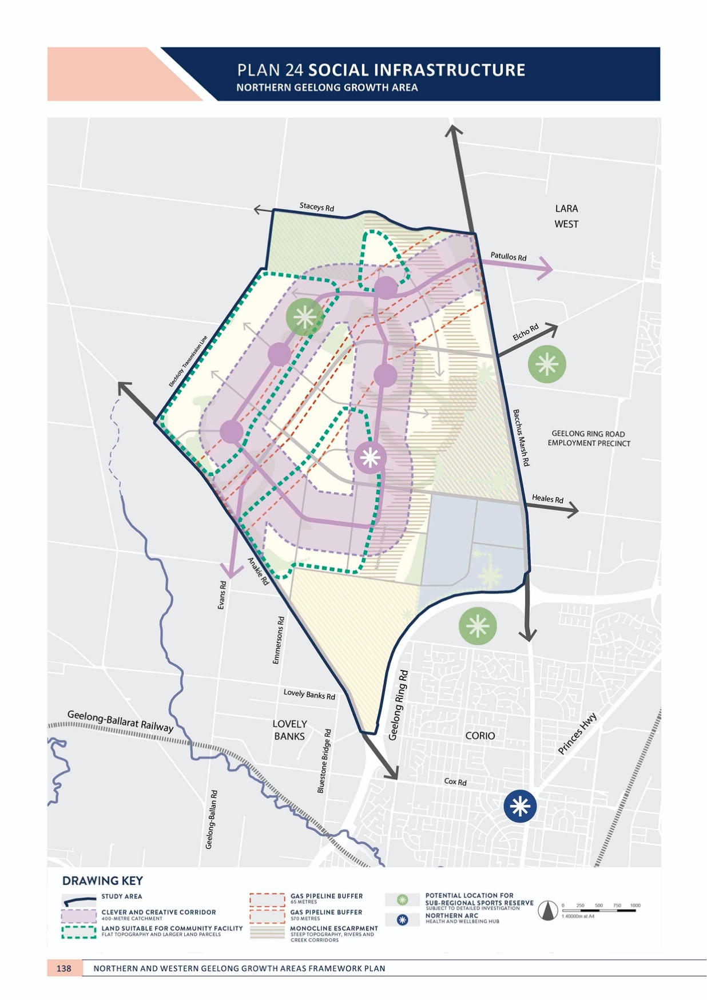 PLAN 24 SOCIAL INFRASTRUCTURE
NORTHERN GEELONG GROWTH AREA
Staceys Rd
LARA
WEST
Patullos Rd
Elcho Rd
Electricity Transmission Line
Bacchus Marsh Rd
GEELONG RING ROAD
EMPLOYMENT PRECINCT
Heales Rd
Anakie Rd
Evans Rd
Emmersons Rd
Lovely Banks Rd
Geelong Ring Rd
Geelong-Ballarat Railway
LOVELY
BANKS
Bluestone Bridge Rd
CORIO
Princes Hwy
Cox Rd
Geelong-Ballan Rd
DRAWING KEY
STUDY AREA
CLEVER AND CREATIVE CORRIDOR
400-METRE CATCHMENT
LAND SUITABLE FOR COMMUNITY FACILITY
FLAT TOPOGRAPHY AND LARGER LAND PARCELS
GAS PIPELINE BUFFER
65 METRES
GAS PIPELINE BUFFER
570 METRES
MONOCLINE ESCARPMENT
STEEP TOPOGRAPHY, RIVERS AND
CREEK CORRIDORS
POTENTIAL LOCATION FOR
SUB-REGIONAL SPORTS RESERVE
SUBJECT TO DETAILED INVESTIGATION
NORTHERN ARC
HEALTH AND WELLBEING HUB
0 250 500 750 1000
1:40000m at A4
138 NORTHERN AND WESTERN GEELONG GROWTH AREAS FRAMEWORK PLAN